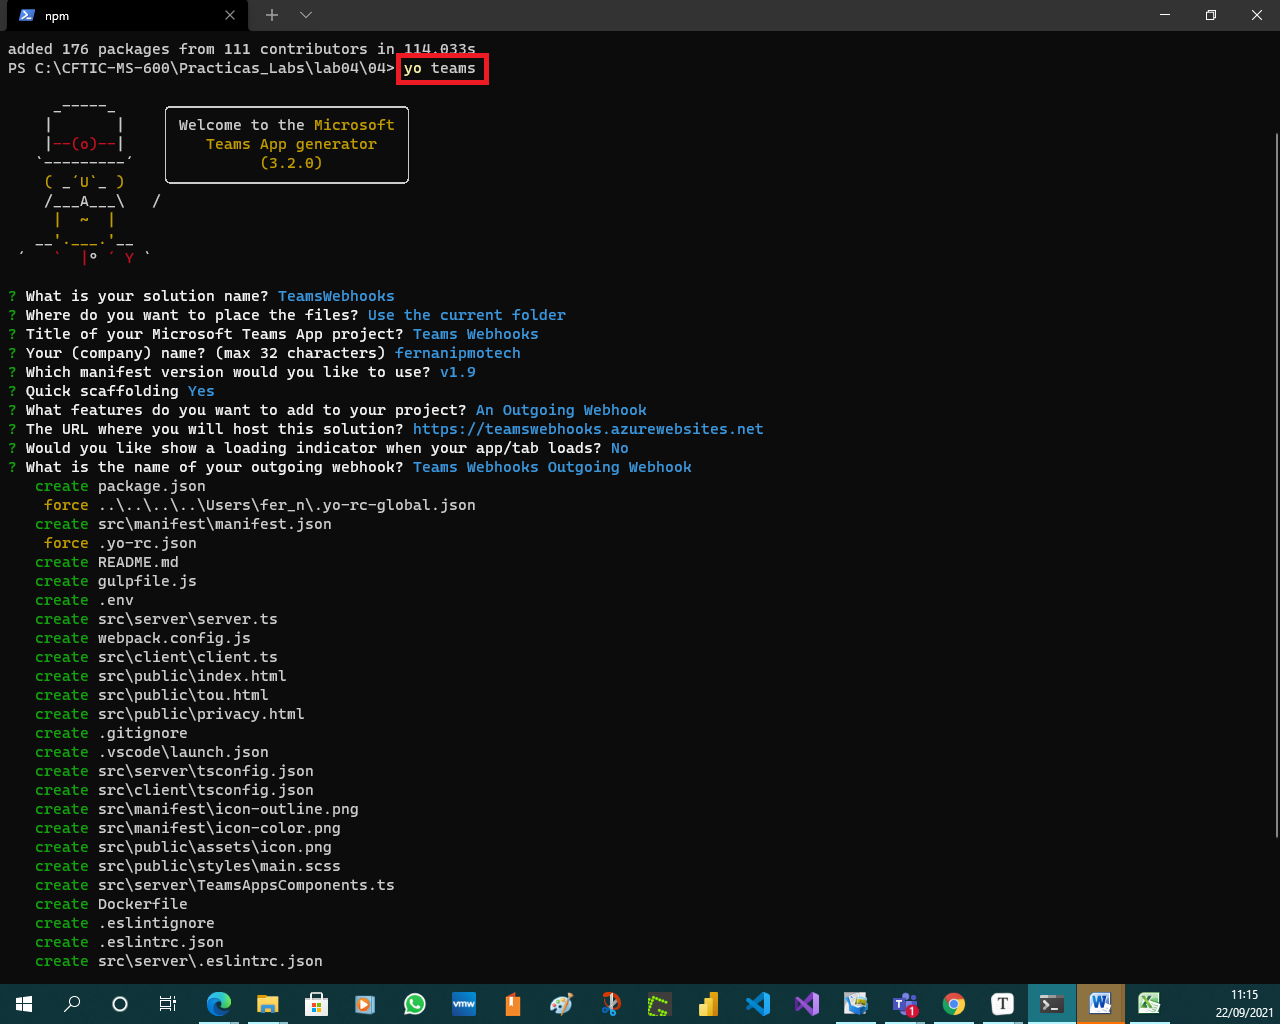 npm
added 176 packages from 111 contributors in 114.033s
PS C:\CFTIC-MS-600\Practicas_Labs\lab04\04> yo teams
     _-----_
    |       |
    |--(o)--|
   `---------´
    ( _´U`_ )
    /___A___\   /
     |  ~  |
   __'.___.'__
 ´   `  |° ´ Y `
Welcome to the Microsoft
Teams App generator
(3.2.0)
? What is your solution name? TeamsWebhooks
? Where do you want to place the files? Use the current folder
? Title of your Microsoft Teams App project? Teams Webhooks
? Your (company) name? (max 32 characters) fernanipmotech
? Which manifest version would you like to use? v1.9
? Quick scaffolding Yes
? What features do you want to add to your project? An Outgoing Webhook
? The URL where you will host this solution? https://teamswebhooks.azurewebsites.net
? Would you like show a loading indicator when your app/tab loads? No
? What is the name of your outgoing webhook? Teams Webhooks Outgoing Webhook
   create package.json
    force ..\..\..\..\Users\fer_n\.yo-rc-global.json
   create src\manifest\manifest.json
    force .yo-rc.json
   create README.md
   create gulpfile.js
   create .env
   create src\server\server.ts
   create webpack.config.js
   create src\client\client.ts
   create src\public\index.html
   create src\public\tou.html
   create src\public\privacy.html
   create .gitignore
   create .vscode\launch.json
   create src\server\tsconfig.json
   create src\client\tsconfig.json
   create src\manifest\icon-outline.png
   create src\manifest\icon-color.png
   create src\public\assets\icon.png
   create src\public\styles\main.scss
   create src\server\TeamsAppsComponents.ts
   create Dockerfile
   create .eslintignore
   create .eslintrc.json
   create src\server\.eslintrc.json
vmw
T
1
T
11:15
22/09/2021